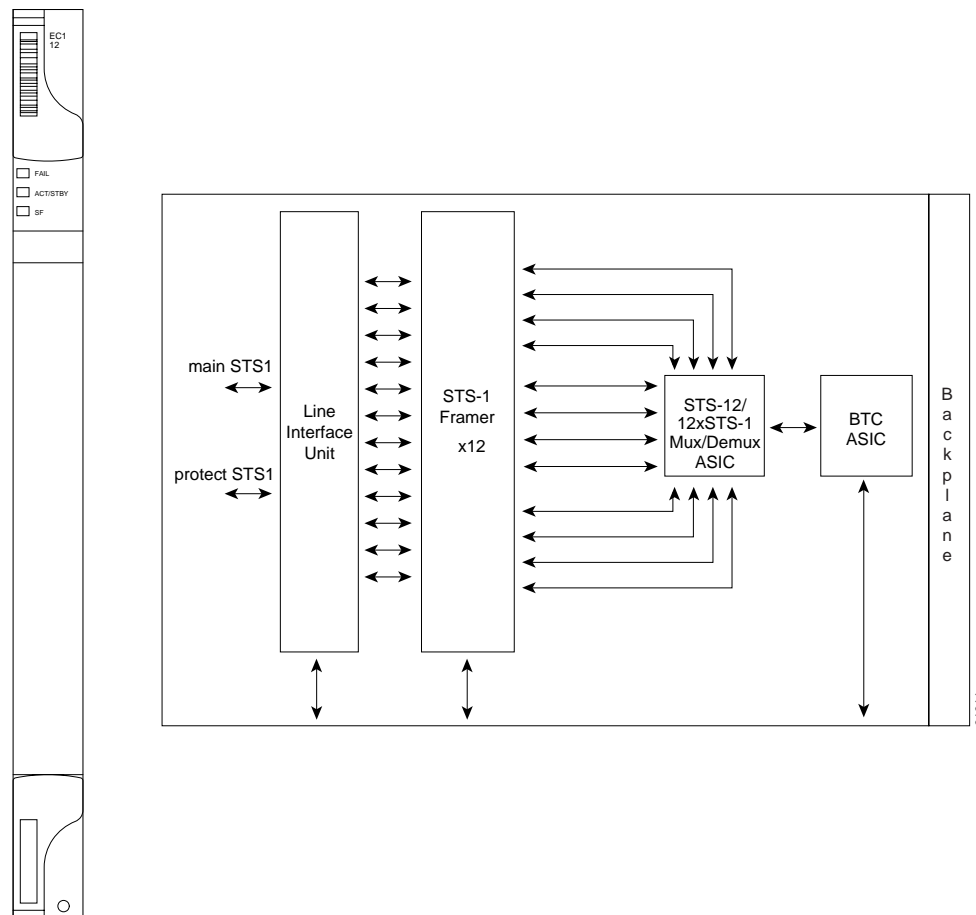 EC1
12
FAIL
ACT/STBY
SF
main STS1
protect STS1
Line
Interface
Unit
STS-1
Framer
x12
STS-12/
12xSTS-1
Mux/Demux
ASIC
BTC
ASIC
B
a
c
k
p
l
a
n
e